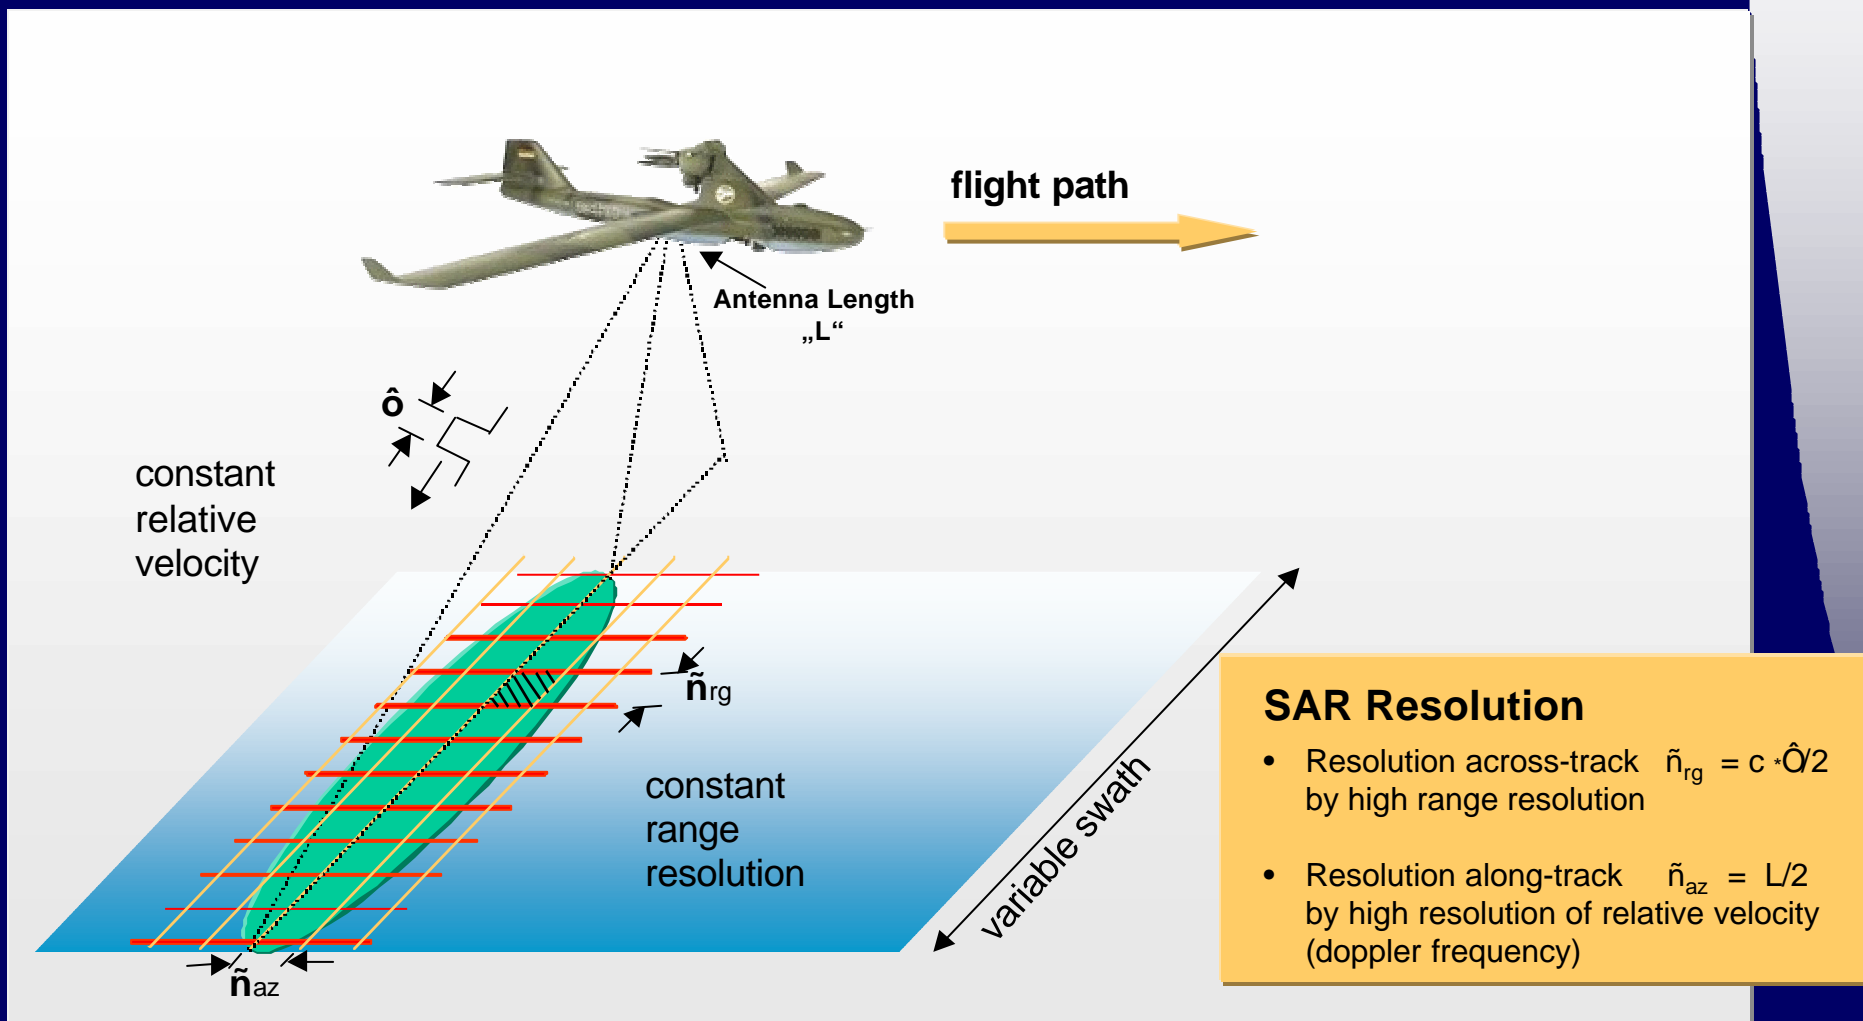 flight path
Antenna Length
„L“
ô
constant
relative
velocity
ñrg
constant
range
resolution
variable swath
ñaz
SAR Resolution
• Resolution across-track ñrg = c *Ô/2
by high range resolution
• Resolution along-track ñaz = L/2
by high resolution of relative velocity
(doppler frequency)